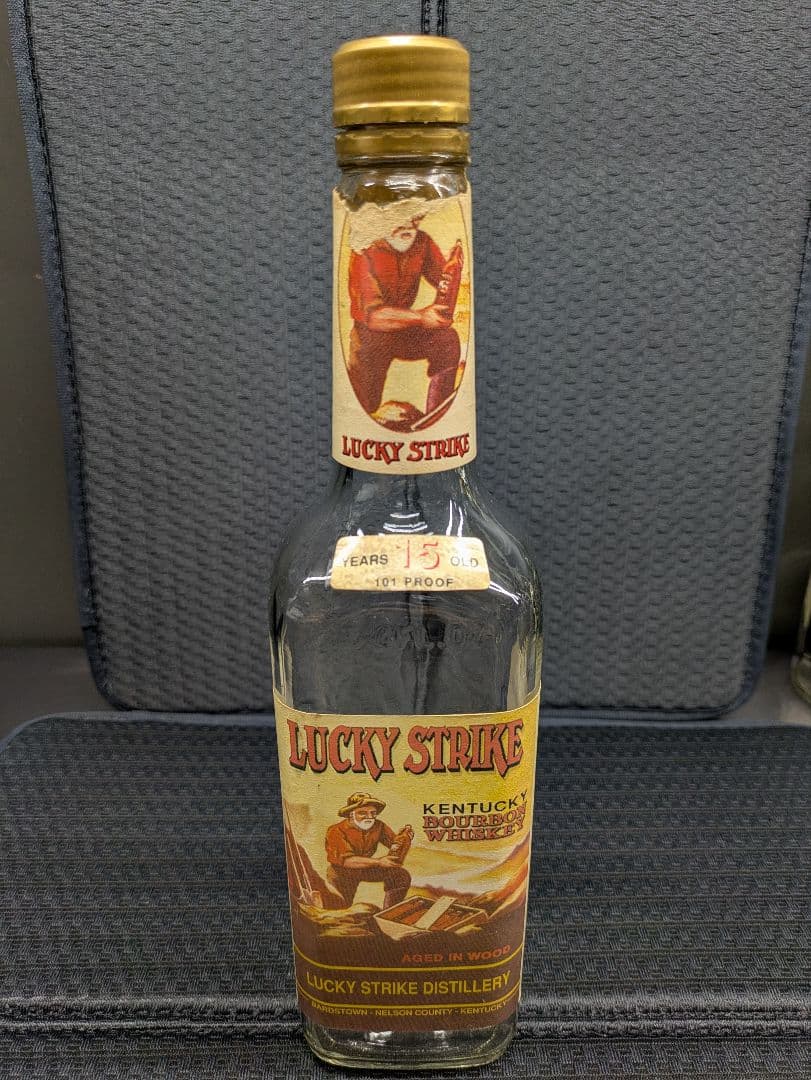 LUCKY STRIKE
YEARS 15 OLD
101 PROOF
LUCKY STRIKE
KENTUCKY
BOURBON
WHISKEY
AGED IN WOOD
LUCKY STRIKE DISTILLERY
BARDSTOWN - NELSON COUNTY - KENTUCKY